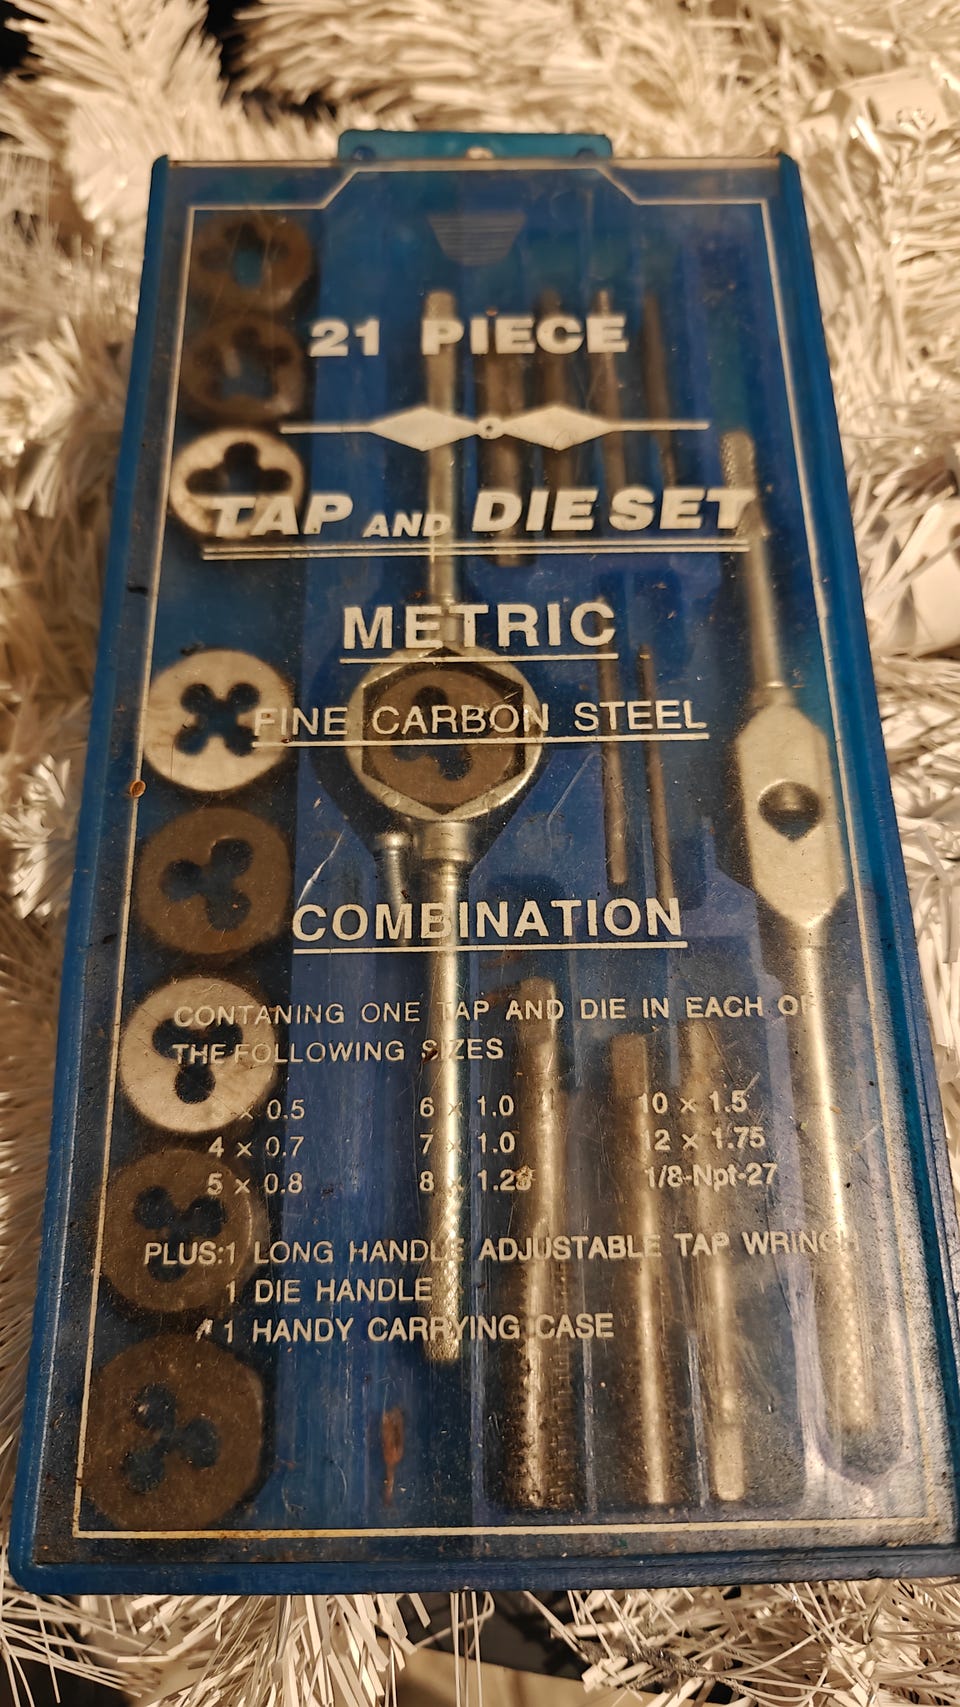 21 PIECE
TAP AND DIE SET
METRIC
FINE CARBON STEEL
COMBINATION
CONTANING ONE TAP AND DIE IN EACH OF
THE FOLLOWING SIZES
3 x 0.5 6 x 1.0 10 x 1.5
4 x 0.7 7 x 1.0 12 x 1.75
5 x 0.8 8 x 1.25 1/8-Npt-27
PLUS:1 LONG HANDLE ADJUSTABLE TAP WRINCH
1 DIE HANDLE
1 HANDY CARRYING CASE